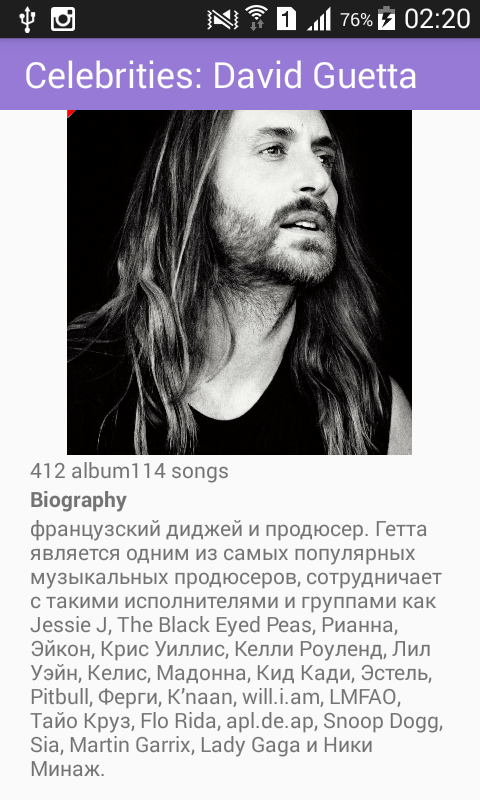 1 76% 02:20
Celebrities: David Guetta
412 album114 songs
Biography
французский диджей и продюсер. Гетта
является одним из самых популярных
музыкальных продюсеров, сотрудничает
с такими исполнителями и группами как
Jessie J, The Black Eyed Peas, Рианна,
Эйкон, Крис Уиллис, Келли Роуленд, Лил
Уэйн, Келис, Мадонна, Кид Кади, Эстель,
Pitbull, Ферги, K’naan, will.i.am, LMFAO,
Тайо Круз, Flo Rida, apl.de.ap, Snoop Dogg,
Sia, Martin Garrix, Lady Gaga и Ники
Минаж.